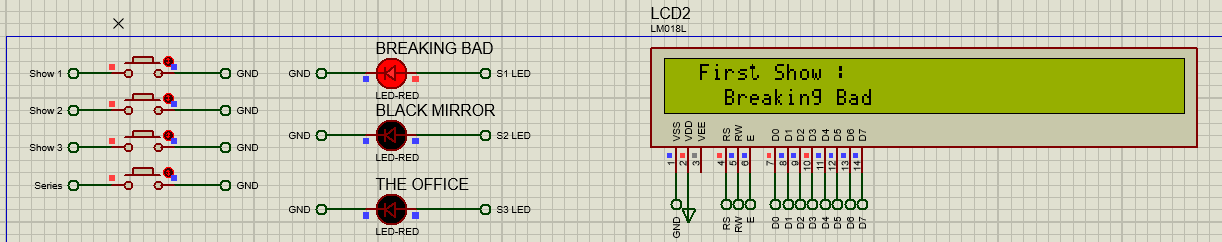 LCD2
LM018L
BREAKING BAD
Show 1 GND
GND S1 LED
LED-RED
First Show :
Breaking Bad
BLACK MIRROR
Show 2 GND
GND S2 LED
LED-RED
Show 3 GND
THE OFFICE
Series GND
GND S3 LED
LED-RED
VSS VDD VEE RS RW E D0 D1 D2 D3 D4 D5 D6 D7
1 2 3 4 5 6 7 8 9 10 11 12 13 14
GND RS RW E D0 D1 D2 D3 D4 D5 D6 D7